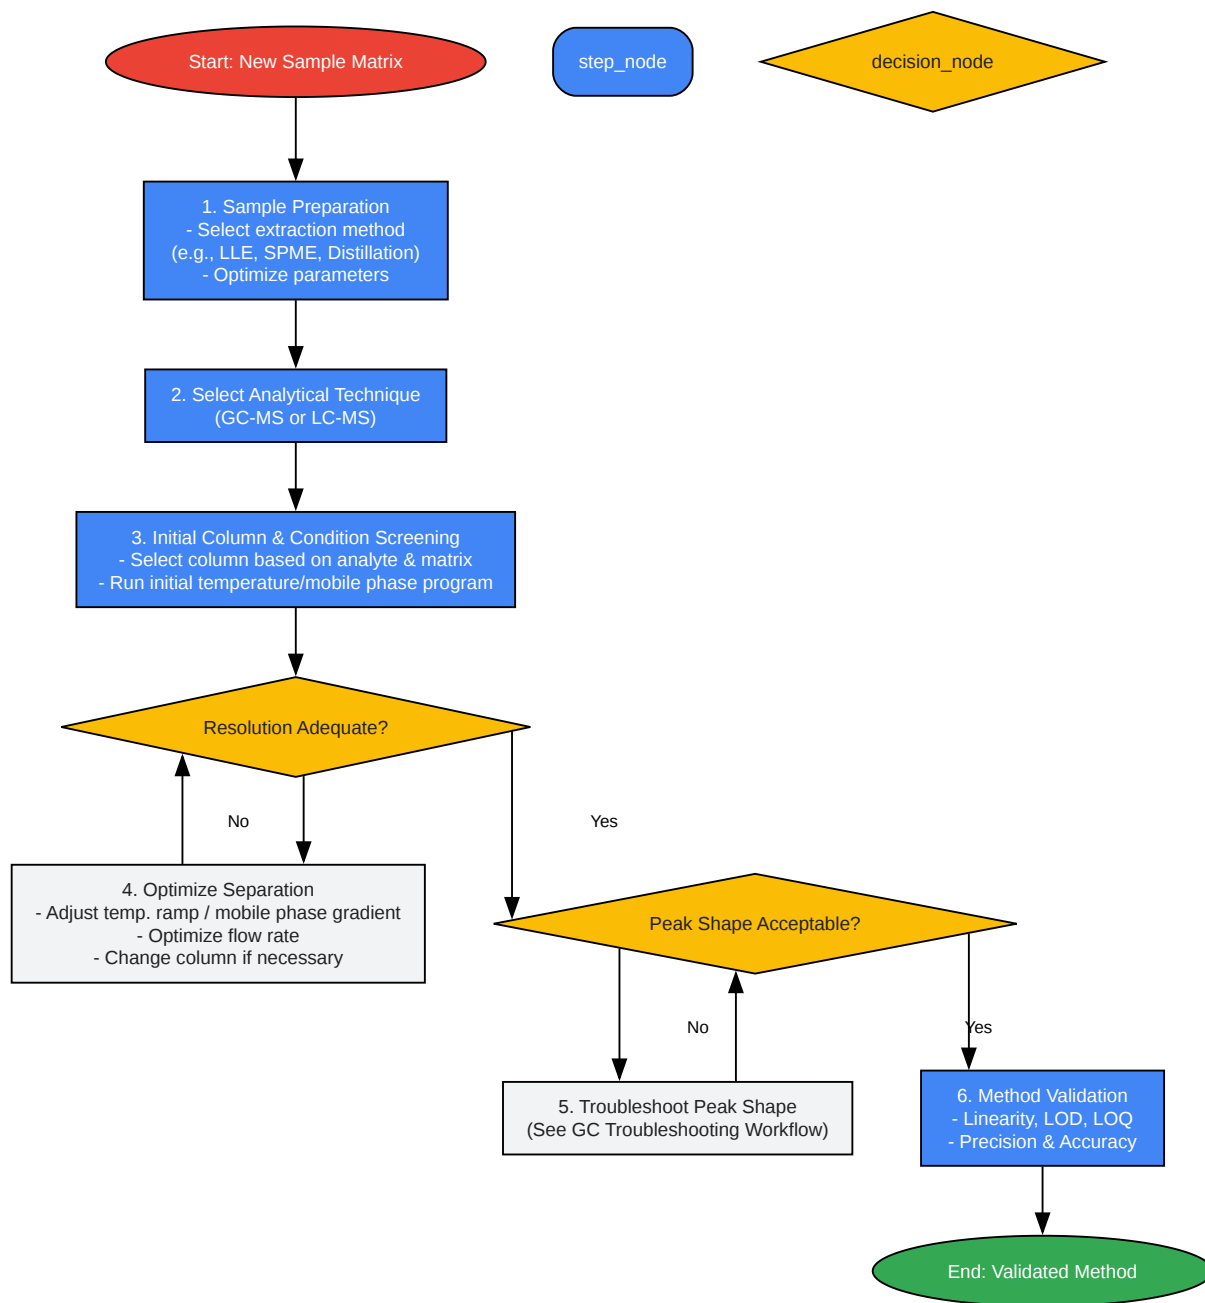 Start: New Sample Matrix
step_node
decision_node
1. Sample Preparation
- Select extraction method
(e.g., LLE, SPME, Distillation)
- Optimize parameters
2. Select Analytical Technique
(GC-MS or LC-MS)
3. Initial Column & Condition Screening
- Select column based on analyte & matrix
- Run initial temperature/mobile phase program
Resolution Adequate?
No
Yes
4. Optimize Separation
- Adjust temp. ramp / mobile phase gradient
- Optimize flow rate
- Change column if necessary
Peak Shape Acceptable?
No
Yes
5. Troubleshoot Peak Shape
(See GC Troubleshooting Workflow)
6. Method Validation
- Linearity, LOD, LOQ
- Precision & Accuracy
End: Validated Method